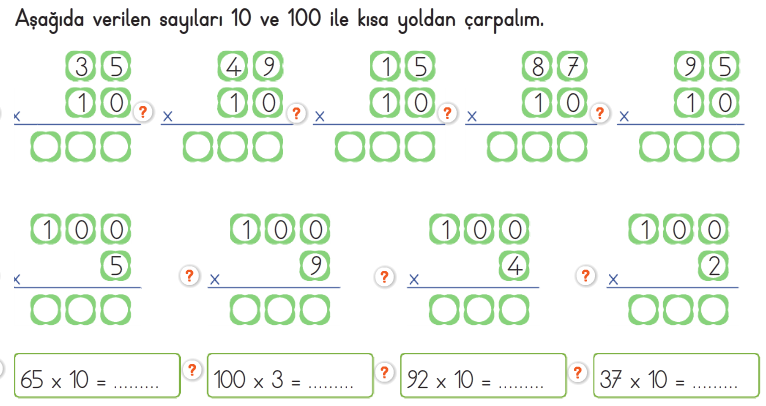 Aşağıda verilen sayıları 10 ve 100 ile kısa yoldan çarpalım.
35 49 15 87 95
x 10 ? x 10 ? x 10 ? x 10 ? x 10
100 100 100 100
x 5 ? x 9 ? x 4 ? x 2
65 x 10 = ......... ? 100 x 3 = ......... ? 92 x 10 = ......... ? 37 x 10 = .........